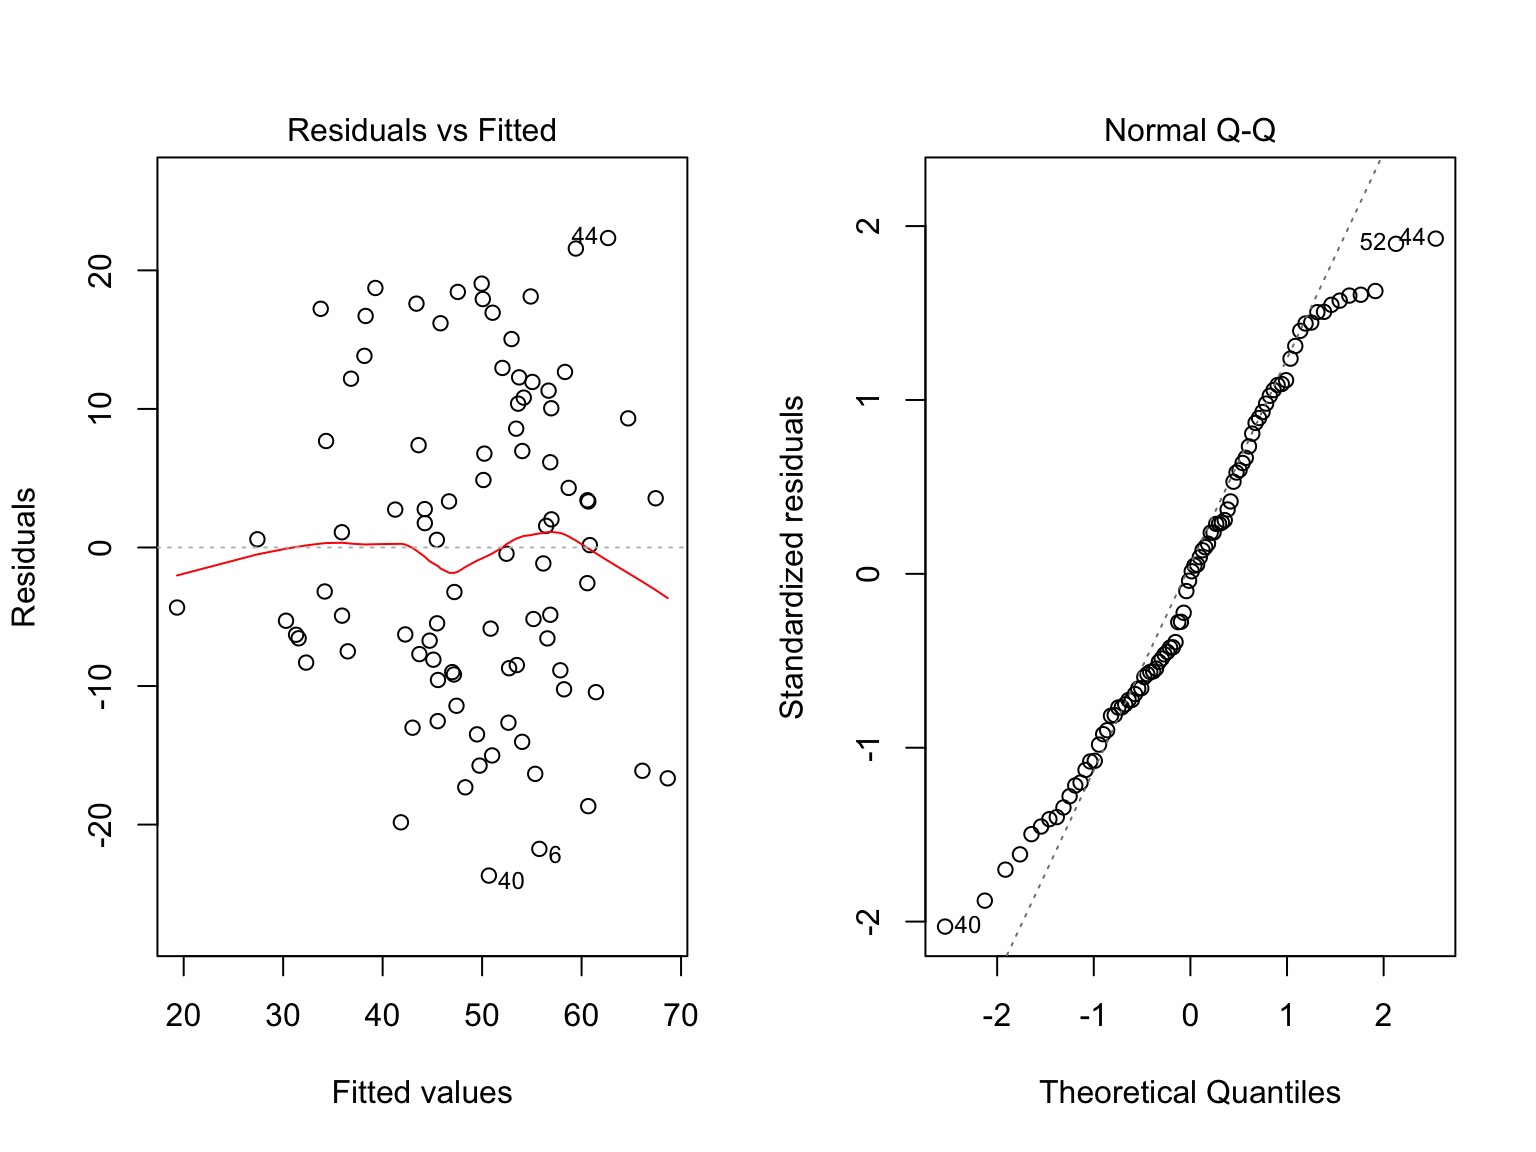 Residuals vs Fitted
Residuals
20
10
0
-10
-20
44
6
40
20 30 40 50 60 70
Fitted values
Normal Q-Q
Standardized residuals
2
1
0
-1
-2
52 44
40
-2 -1 0 1 2
Theoretical Quantiles